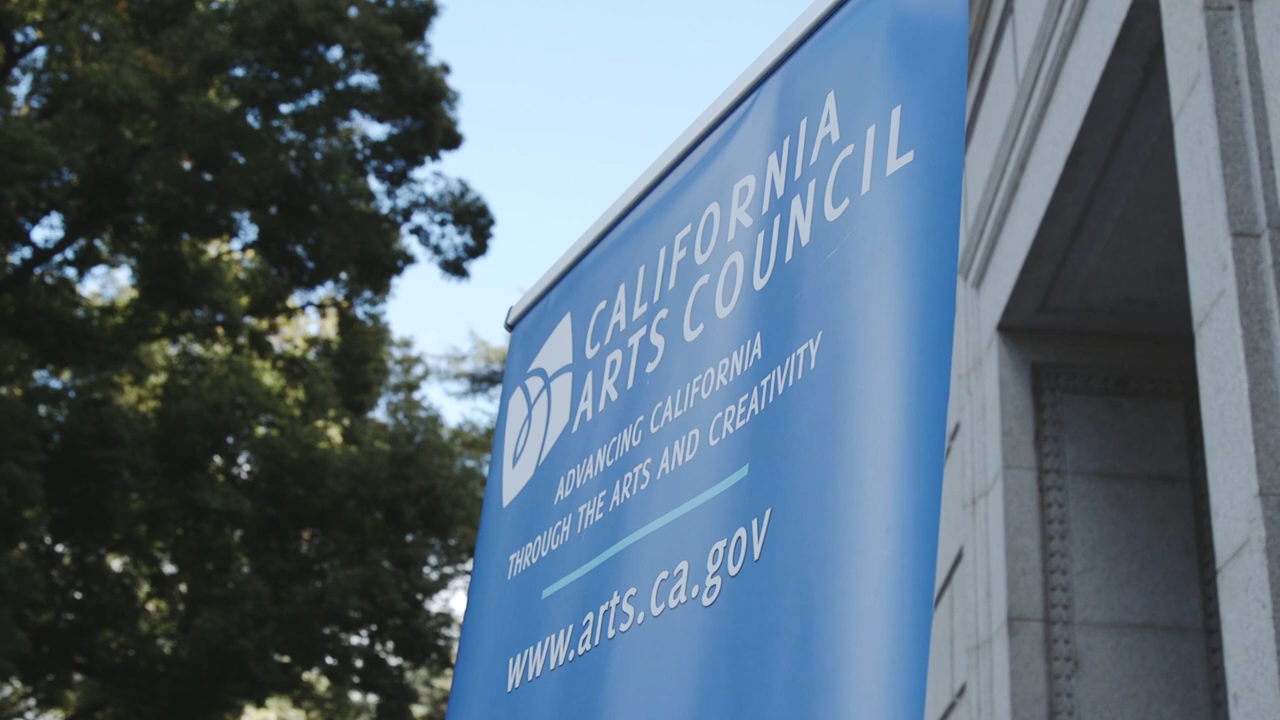 CALIFORNIA
ARTS COUNCIL
ADVANCING CALIFORNIA
THROUGH THE ARTS AND CREATIVITY
www.arts.ca.gov